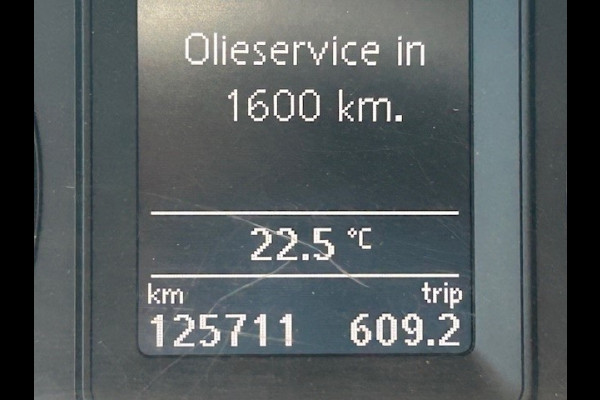 Olieservice in
1600 km.
22.5 °C
km trip
125711 609.2